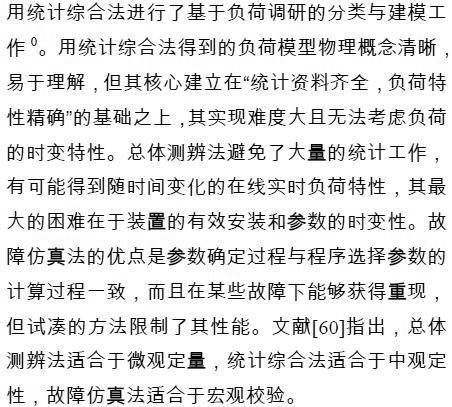 用统计综合法进行了基于负荷调研的分类与建模工
作⁰。用统计综合法得到的负荷模型物理概念清晰，
易于理解，但其核心建立在“统计资料齐全，负荷特
性精确”的基础之上，其实现难度大且无法考虑负荷
的时变特性。总体测辨法避免了大量的统计工作，
有可能得到随时间变化的在线实时负荷特性，其最
大的困难在于装置的有效安装和参数的时变性。故
障仿真法的优点是参数确定过程与程序选择参数的
计算过程一致，而且在某些故障下能够获得重现，
但试凑的方法限制了其性能。文献[60]指出，总体
测辨法适合于微观定量，统计综合法适合于中观定
性，故障仿真法适合于宏观校验。